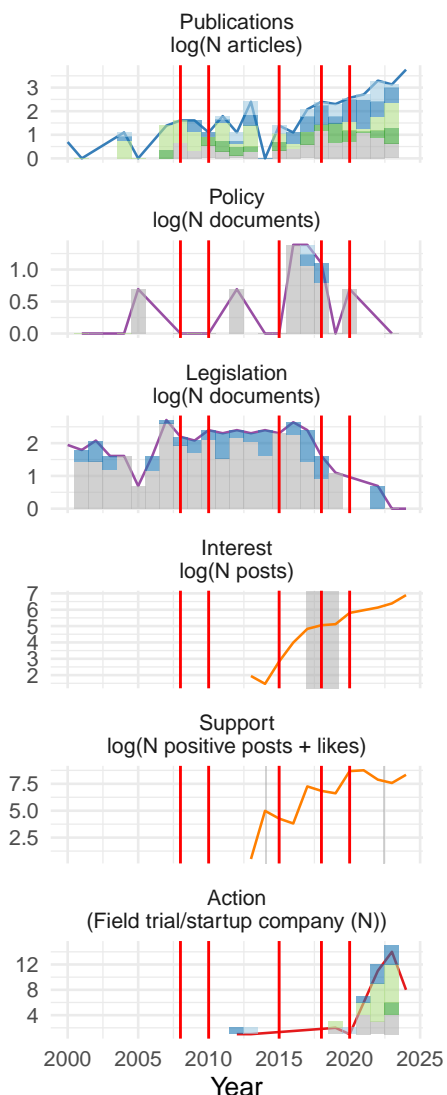 Publications
log(N articles)
3
2
1
0
Policy
log(N documents)
1.0
0.5
0.0
Legislation
log(N documents)
2
1
0
Interest
log(N posts)
7
6
5
4
3
2
Support
log(N positive posts + likes)
7.5
5.0
2.5
Action
(Field trial/startup company (N))
12
8
4
2000 2005 2010 2015 2020 2025
Year